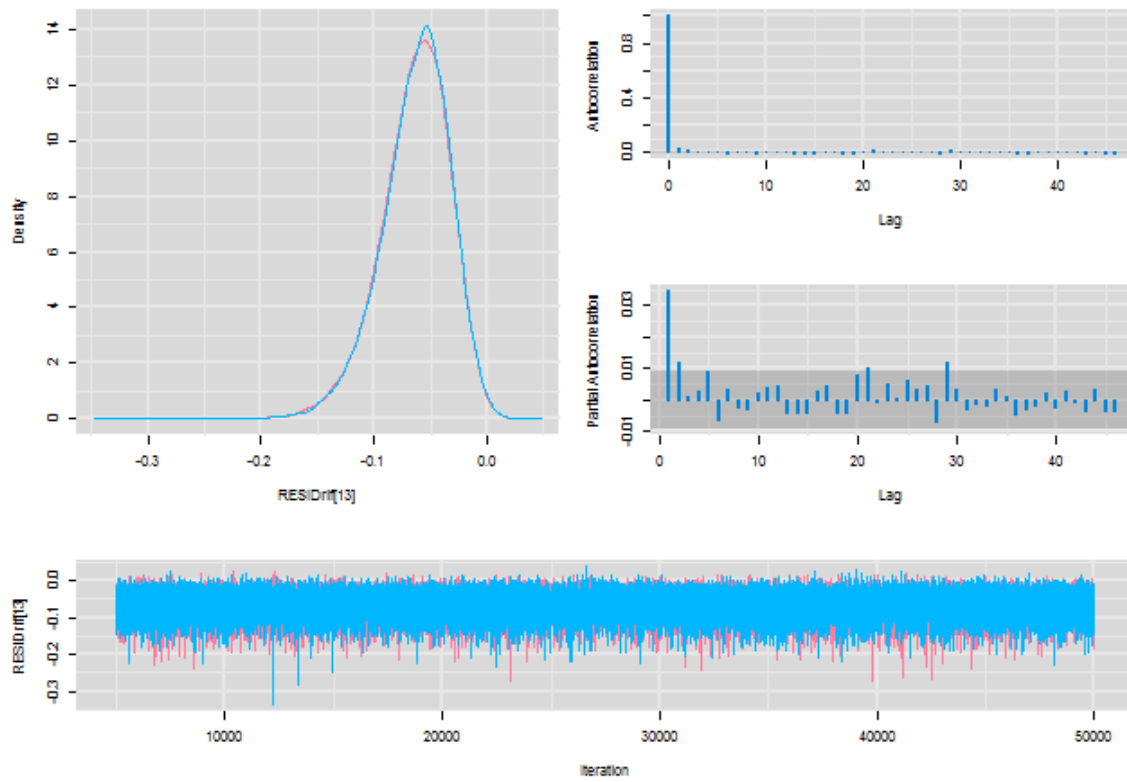 14
12
10
8
6
4
2
0
Density
-0.3 -0.2 -0.1 0.0
RESIDrif[13]
0.8
0.4
0.0
Autocorrelation
0 10 20 30 40
Lag
0.03
0.01
-0.01
Partial Autocorrelation
0 10 20 30 40
Lag
0.0
-0.1
-0.2
-0.3
RESIDrif[13]
10000 20000 30000 40000 50000
Iteration